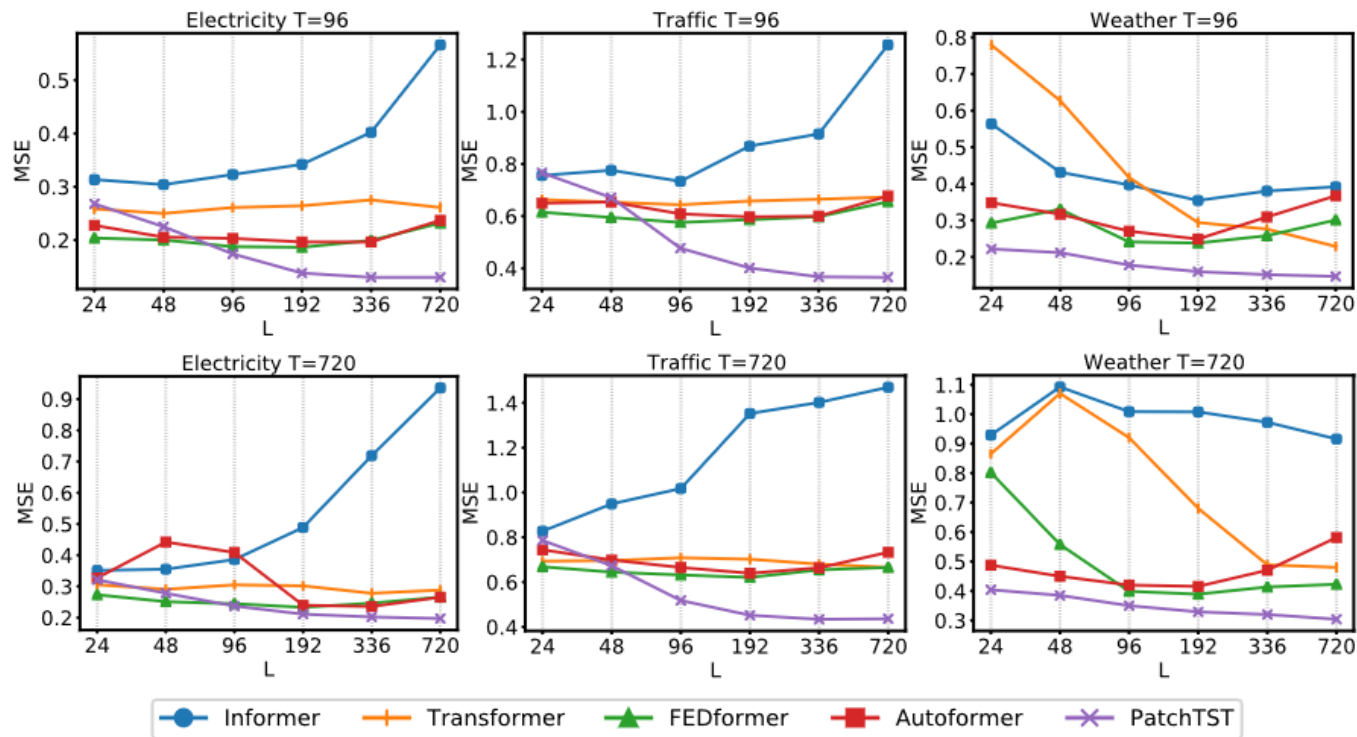 Electricity T=96
Traffic T=96
Weather T=96
MSE
0.5
0.4
0.3
0.2
24 48 96 192 336 720
L
MSE
1.2
1.0
0.8
0.6
0.4
24 48 96 192 336 720
L
MSE
0.8
0.7
0.6
0.5
0.4
0.3
0.2
24 48 96 192 336 720
L
Electricity T=720
Traffic T=720
Weather T=720
MSE
0.9
0.8
0.7
0.6
0.5
0.4
0.3
0.2
24 48 96 192 336 720
L
MSE
1.4
1.2
1.0
0.8
0.6
0.4
24 48 96 192 336 720
L
MSE
1.1
1.0
0.9
0.8
0.7
0.6
0.5
0.4
0.3
24 48 96 192 336 720
L
Informer Transformer FEDformer Autoformer PatchTST